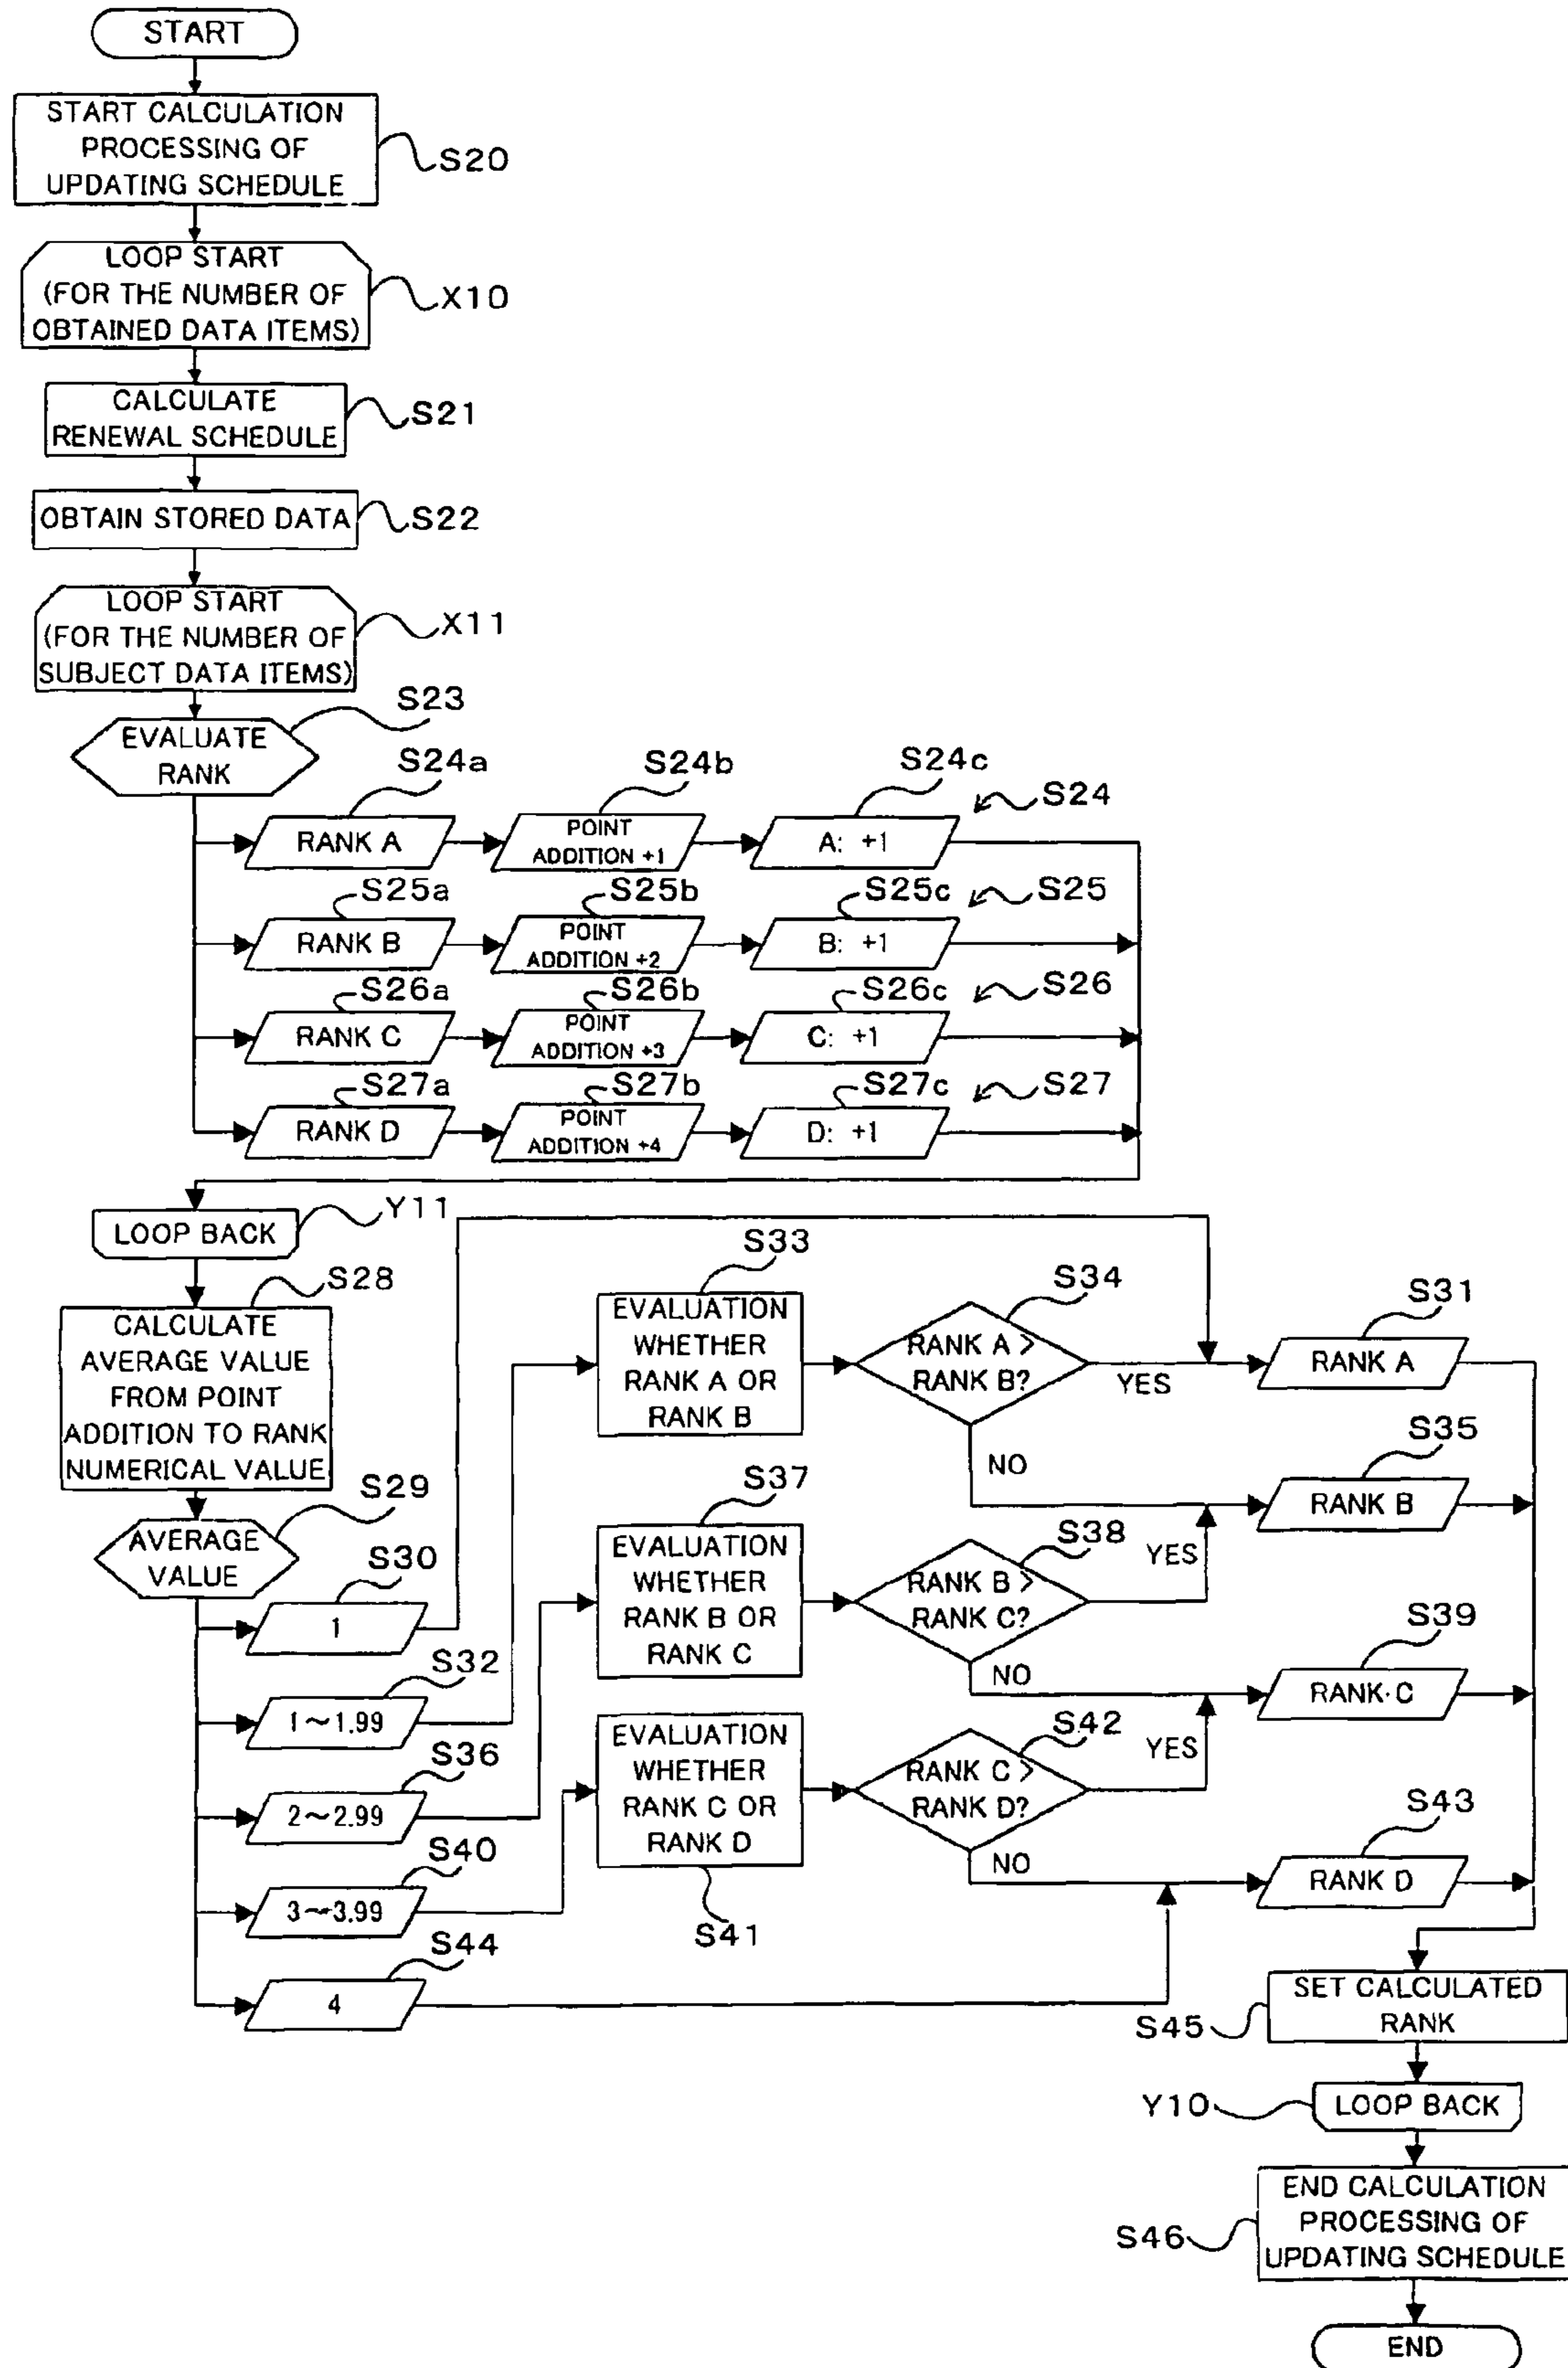 START
START CALCULATION
PROCESSING OF
UPDATING SCHEDULE
S20
LOOP START
(FOR THE NUMBER OF
OBTAINED DATA ITEMS)
X10
CALCULATE
RENEWAL SCHEDULE
S21
OBTAIN STORED DATA
S22
LOOP START
(FOR THE NUMBER OF
SUBJECT DATA ITEMS)
X11
EVALUATE
RANK
S23
S24a
S24b
S24c
S24
RANK A
POINT
ADDITION +1
A: +1
S25a
S25b
S25c
S25
RANK B
POINT
ADDITION +2
B: +1
S26a
S26b
S26c
S26
RANK C
POINT
ADDITION +3
C: +1
S27a
S27b
S27c
S27
RANK D
POINT
ADDITION +4
D: +1
LOOP BACK
Y11
CALCULATE
AVERAGE VALUE
FROM POINT
ADDITION TO RANK
NUMERICAL VALUE
S28
AVERAGE
VALUE
S29
S30
1
S32
1~1.99
S36
2~2.99
S40
3~3.99
S44
4
S33
EVALUATION
WHETHER
RANK A OR
RANK B
S34
RANK A >
RANK B?
YES
NO
S31
RANK A
S35
RANK B
S37
EVALUATION
WHETHER
RANK B OR
RANK C
S38
RANK B >
RANK C?
YES
NO
S39
RANK C
EVALUATION
WHETHER
RANK C OR
RANK D
S41
S42
RANK C >
RANK D?
YES
NO
S43
RANK D
SET CALCULATED
RANK
S45
LOOP BACK
Y10
END CALCULATION
PROCESSING OF
UPDATING SCHEDULE
S46
END